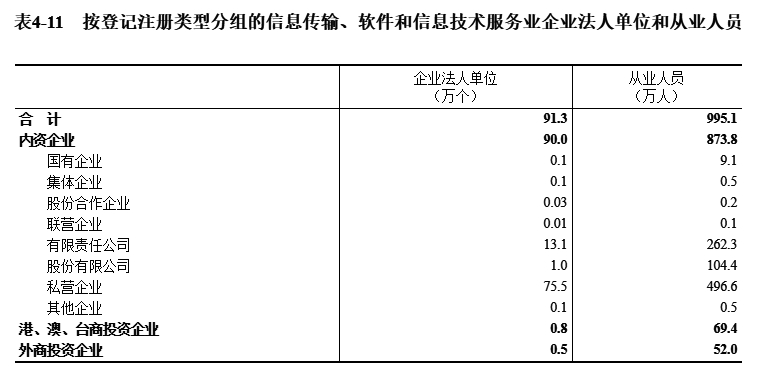 表4-11 按登记注册类型分组的信息传输、软件和信息技术服务业企业法人单位和从业人员
企业法人单位 从业人员
（万个） （万人）
合 计 91.3 995.1
内资企业 90.0 873.8
国有企业 0.1 9.1
集体企业 0.1 0.5
股份合作企业 0.03 0.2
联营企业 0.01 0.1
有限责任公司 13.1 262.3
股份有限公司 1.0 104.4
私营企业 75.5 496.6
其他企业 0.1 0.5
港、澳、台商投资企业 0.8 69.4
外商投资企业 0.5 52.0